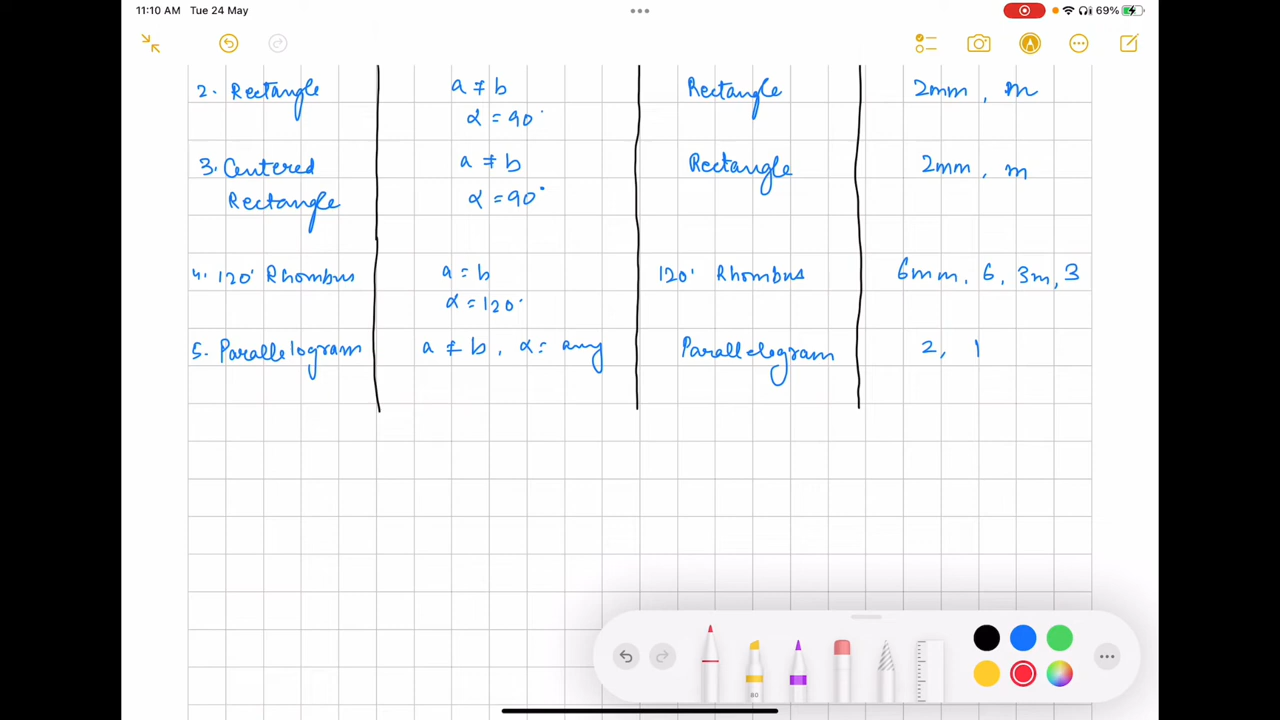 11:10 AM Tue 24 May
69%
2. Rectangle a ≠ b Rectangle 2mm, m
α = 90°
3. Centered a ≠ b Rectangle 2mm, m
Rectangle α = 90°
4. 120° Rhombus a = b 120° Rhombus 6mm, 6, 3m, 3
α = 120°
5. Parallelogram a ≠ b, α = any Parallelogram 2, 1
80